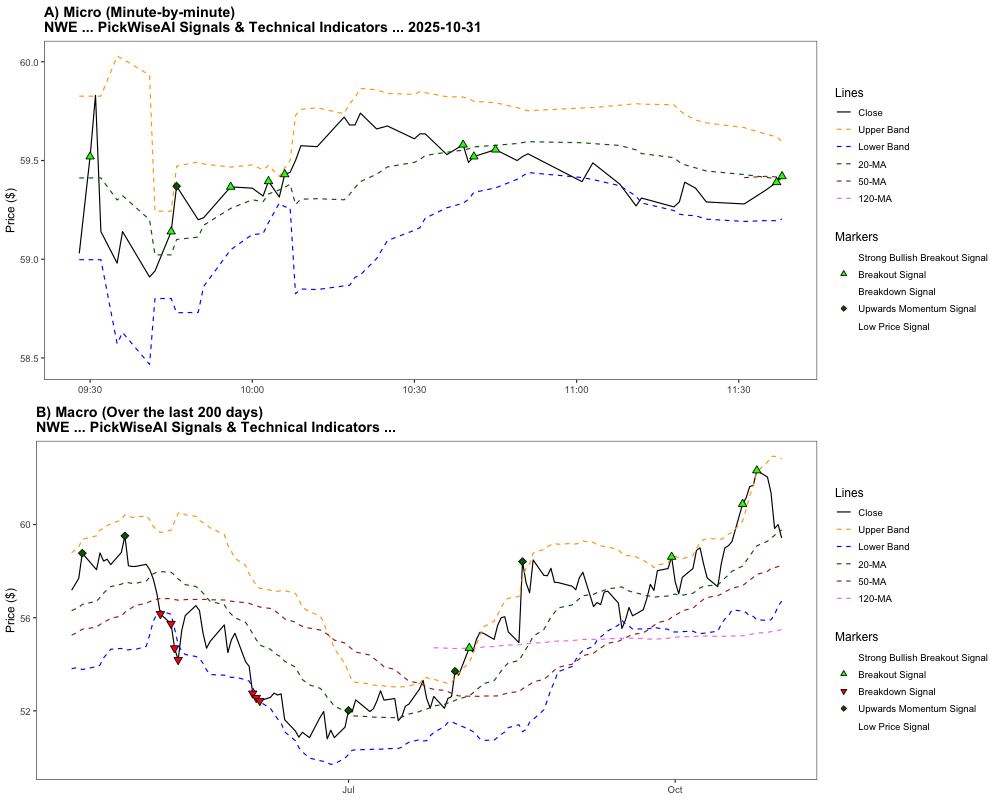 A) Micro (Minute-by-minute)
NWE ... PickWiseAI Signals & Technical Indicators ... 2025-10-31
Price ($)
60.0
59.5
59.0
58.5
09:30
10:00
10:30
11:00
11:30
Lines
Close
Upper Band
Lower Band
20-MA
50-MA
120-MA
Markers
Strong Bullish Breakout Signal
Breakout Signal
Breakdown Signal
Upwards Momentum Signal
Low Price Signal
B) Macro (Over the last 200 days)
NWE ... PickWiseAI Signals & Technical Indicators ...
Price ($)
60
56
52
Jul
Oct
Lines
Close
Upper Band
Lower Band
20-MA
50-MA
120-MA
Markers
Strong Bullish Breakout Signal
Breakout Signal
Breakdown Signal
Upwards Momentum Signal
Low Price Signal